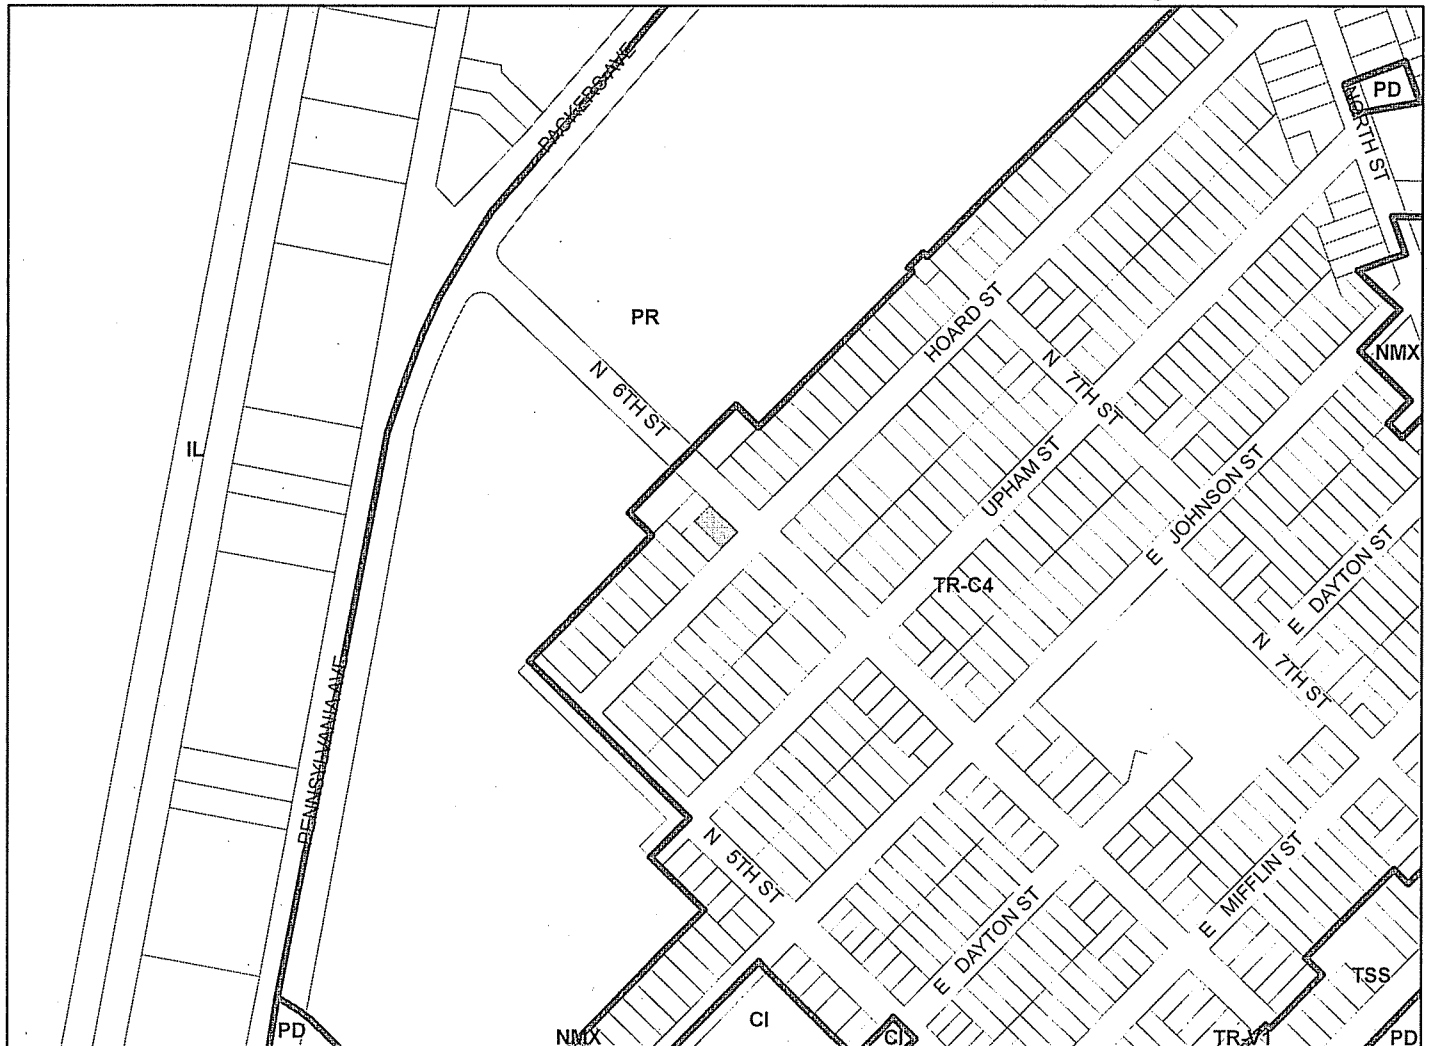 PACKERS AVE
PD
NORTH ST
PR
HOARD ST
NMX
N 6TH ST
N 7TH ST
IL
UPHAM ST
E JOHNSON ST
TR-C4
E DAYTON ST
N 7TH ST
PENNSYLVANIA AVE
N 5TH ST
E MIFFLIN ST
E DAYTON ST
TSS
PD
NMX
CI
CI
TR-V1
PD